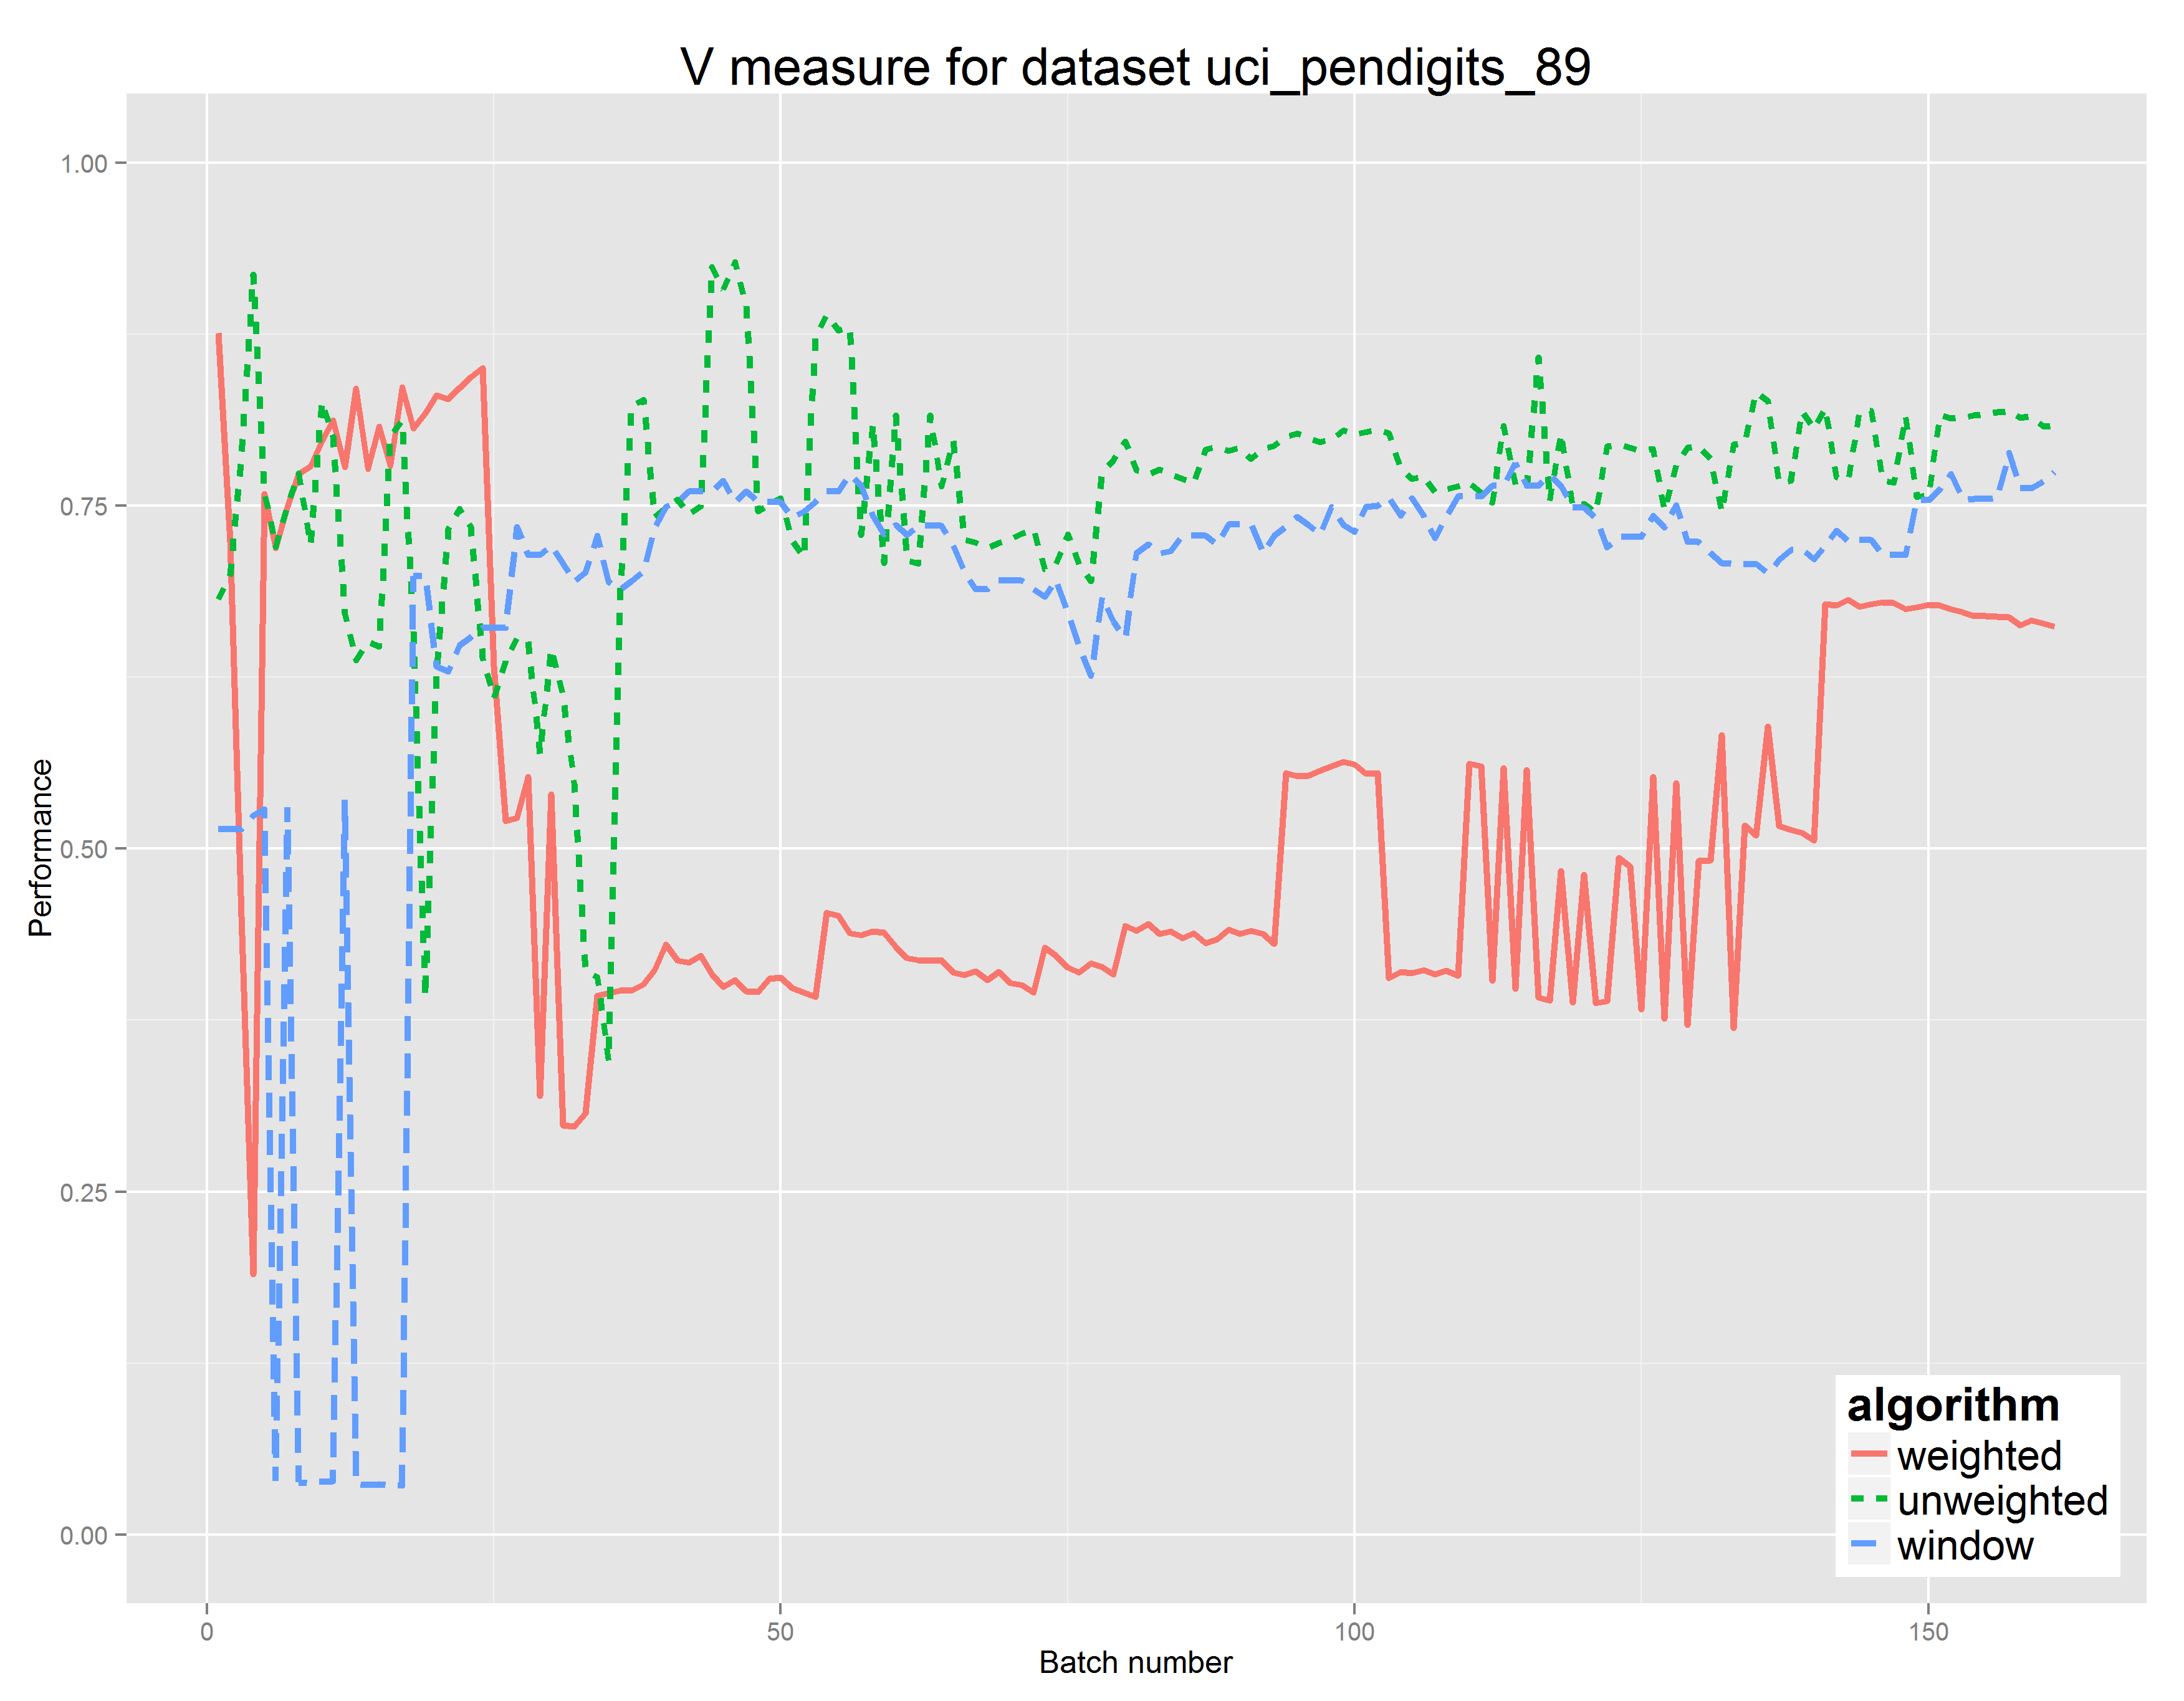 V measure for dataset uci_pendigits_89
Performance
1.00
0.75
0.50
0.25
0.00
0
50
100
150
Batch number
algorithm
weighted
unweighted
window